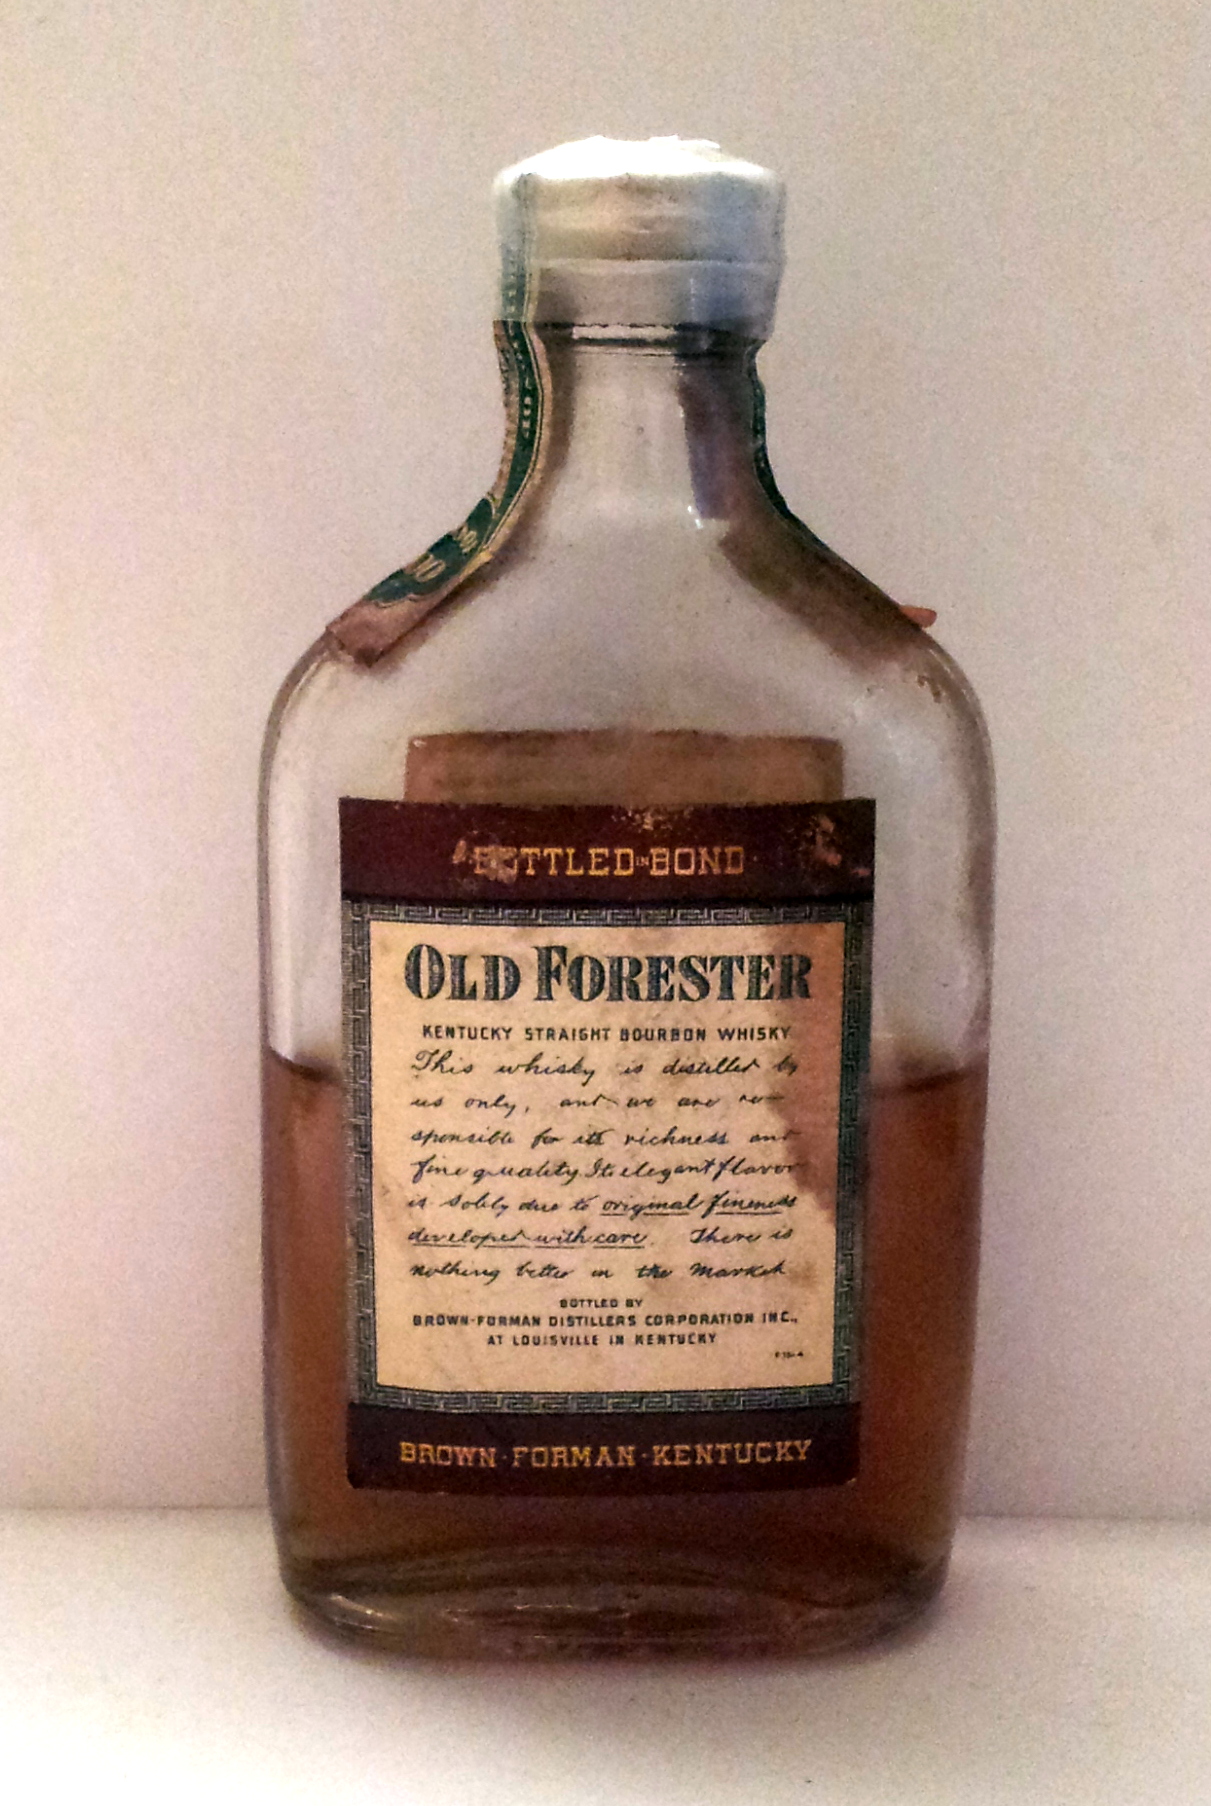 BOTTLED IN BOND
OLD FORESTER
KENTUCKY STRAIGHT BOURBON WHISKY
This whisky is distilled by
us only, and we are re-
sponsible for its richness and
fine quality. Its elegant flavor
is solely due to original fineness
developed with care. There is
nothing better in the market.
BOTTLED BY
BROWN-FORMAN DISTILLERS CORPORATION INC.,
AT LOUISVILLE IN KENTUCKY
BROWN·FORMAN·KENTUCKY